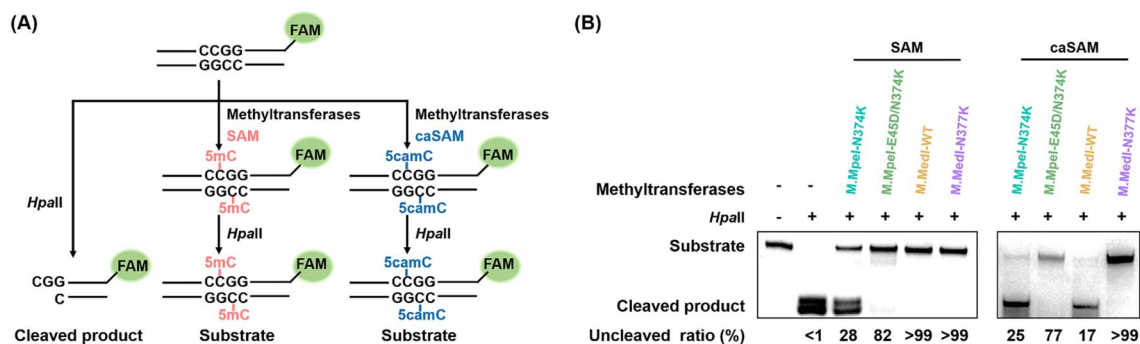 (A)
FAM
CCGG
GGCC
Methyltransferases
SAM
Methyltransferases
caSAM
5mC
FAM
CCGG
GGCC
5mC
5camC
FAM
CCGG
GGCC
5camC
HpaII
HpaII
HpaII
CGG
C
FAM
5mC
FAM
CCGG
GGCC
5mC
5camC
FAM
CCGG
GGCC
5camC
Cleaved product
Substrate
Substrate
(B)
SAM
caSAM
M.MpeI-N374K
M.MpeI-E45D/N374K
M.MedI-WT
M.MedI-N377K
M.MpeI-N374K
M.MpeI-E45D/N374K
M.MedI-WT
M.MedI-N377K
Methyltransferases - -
HpaII - + + + + + + + + +
Substrate
Cleaved product
Uncleaved ratio (%) <1 28 82 >99 >99 25 77 17 >99